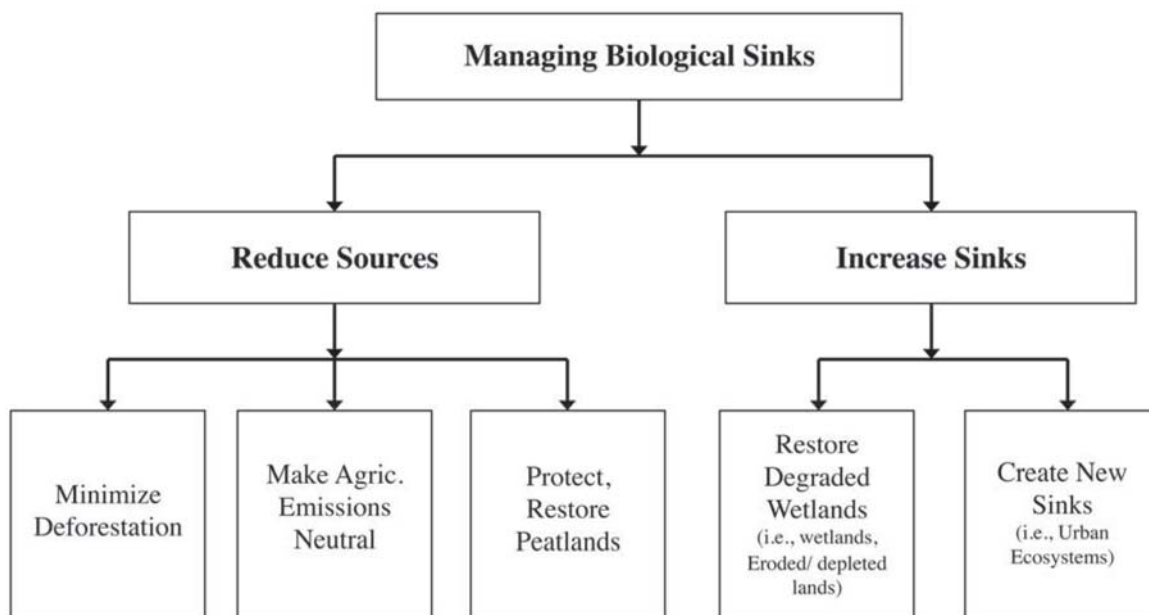 Managing Biological Sinks
Reduce Sources
Increase Sinks
Minimize
Deforestation
Make Agric.
Emissions
Neutral
Protect,
Restore
Peatlands
Restore
Degraded
Wetlands
(i.e., wetlands,
Eroded/ depleted
lands)
Create New
Sinks
(i.e., Urban
Ecosystems)